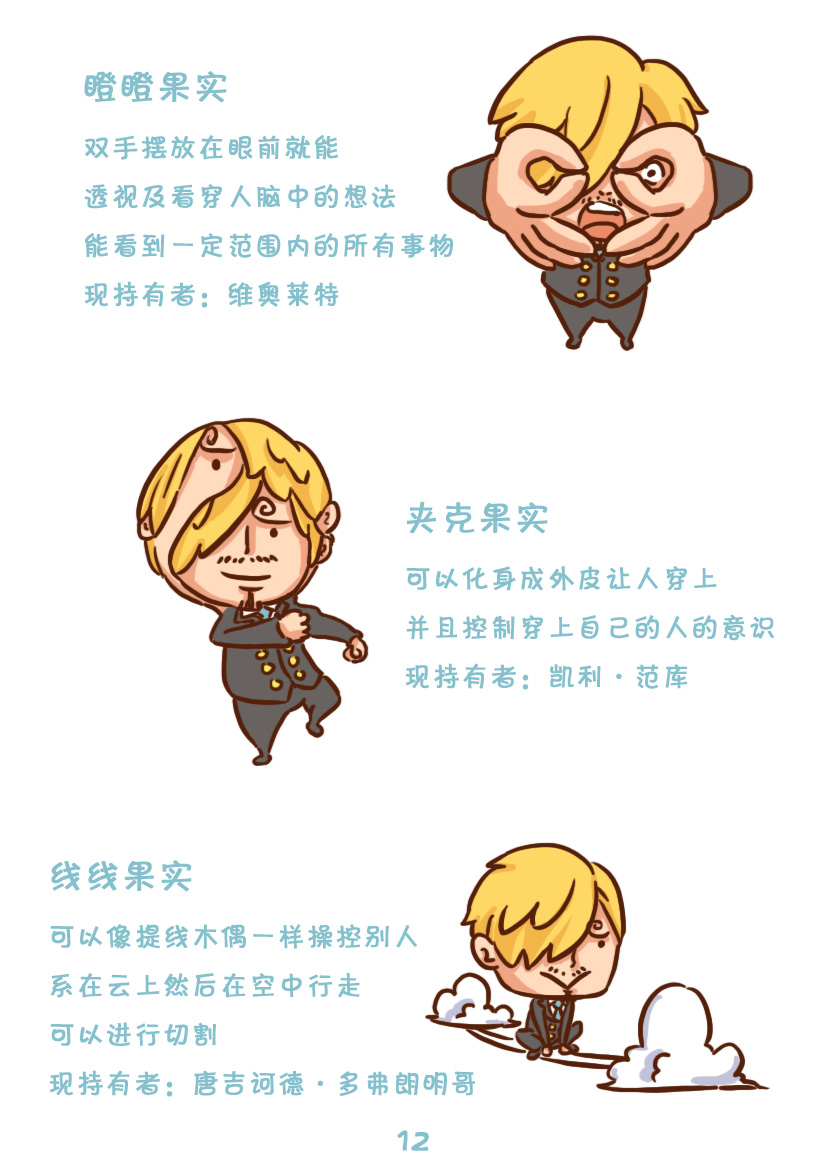 瞪瞪果实
双手摆放在眼前就能
透视及看穿人脑中的想法
能看到一定范围内的所有事物
现持有者：维奥莱特
夹克果实
可以化身成外皮让人穿上
并且控制穿上自己的人的意识
现持有者：凯利·范库
线线果实
可以像提线木偶一样操控别人
系在云上然后在空中行走
可以进行切割
现持有者：唐吉诃德·多弗朗明哥
12